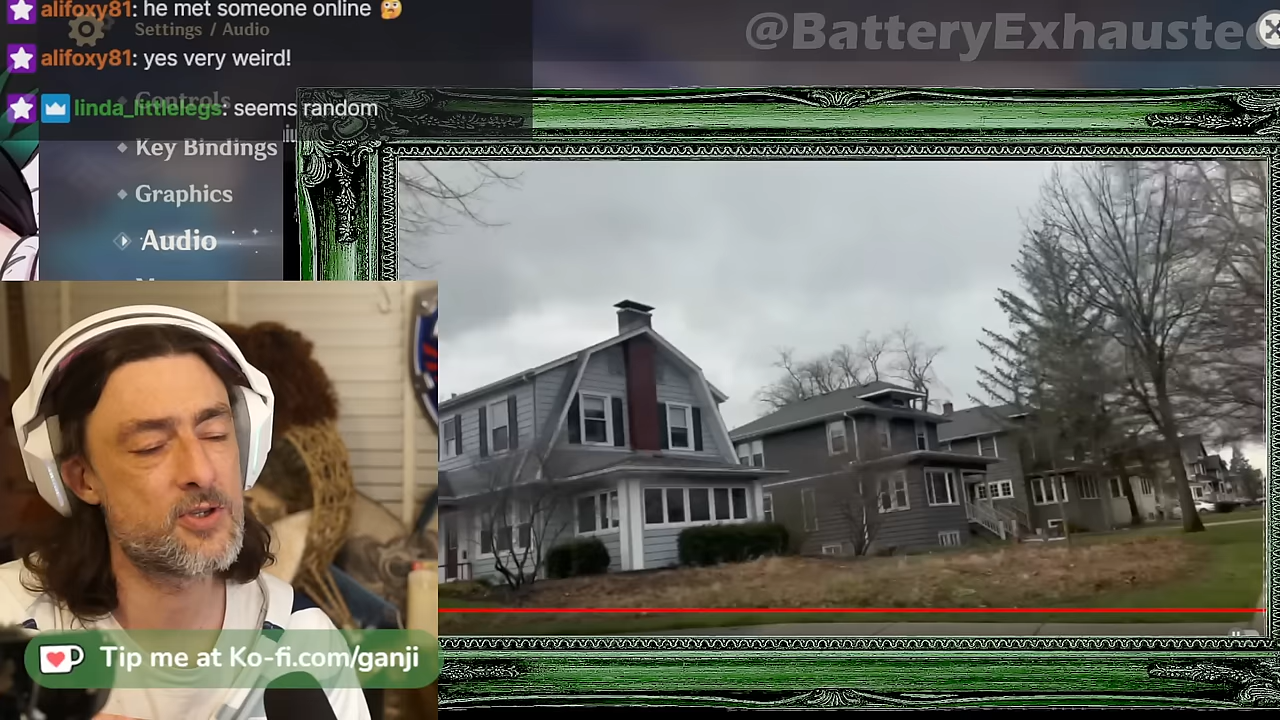 alifoxy81: he met someone online
Settings / Audio
@BatteryExhausted
alifoxy81: yes very weird!
Controls
linda_littlelegs: seems random
Key Bindings
Graphics
Audio
Tip me at Ko-fi.com/ganji